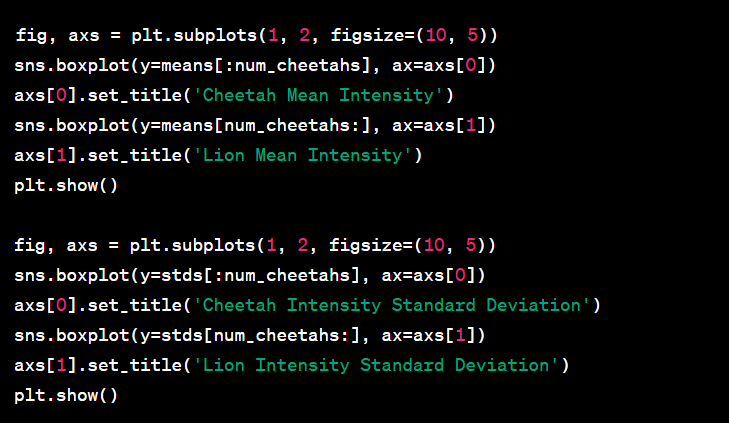 fig, axs = plt.subplots(1, 2, figsize=(10, 5))
sns.boxplot(y=means[:num_cheetahs], ax=axs[0])
axs[0].set_title('Cheetah Mean Intensity')
sns.boxplot(y=means[num_cheetahs:], ax=axs[1])
axs[1].set_title('Lion Mean Intensity')
plt.show()

fig, axs = plt.subplots(1, 2, figsize=(10, 5))
sns.boxplot(y=stds[:num_cheetahs], ax=axs[0])
axs[0].set_title('Cheetah Intensity Standard Deviation')
sns.boxplot(y=stds[num_cheetahs:], ax=axs[1])
axs[1].set_title('Lion Intensity Standard Deviation')
plt.show()